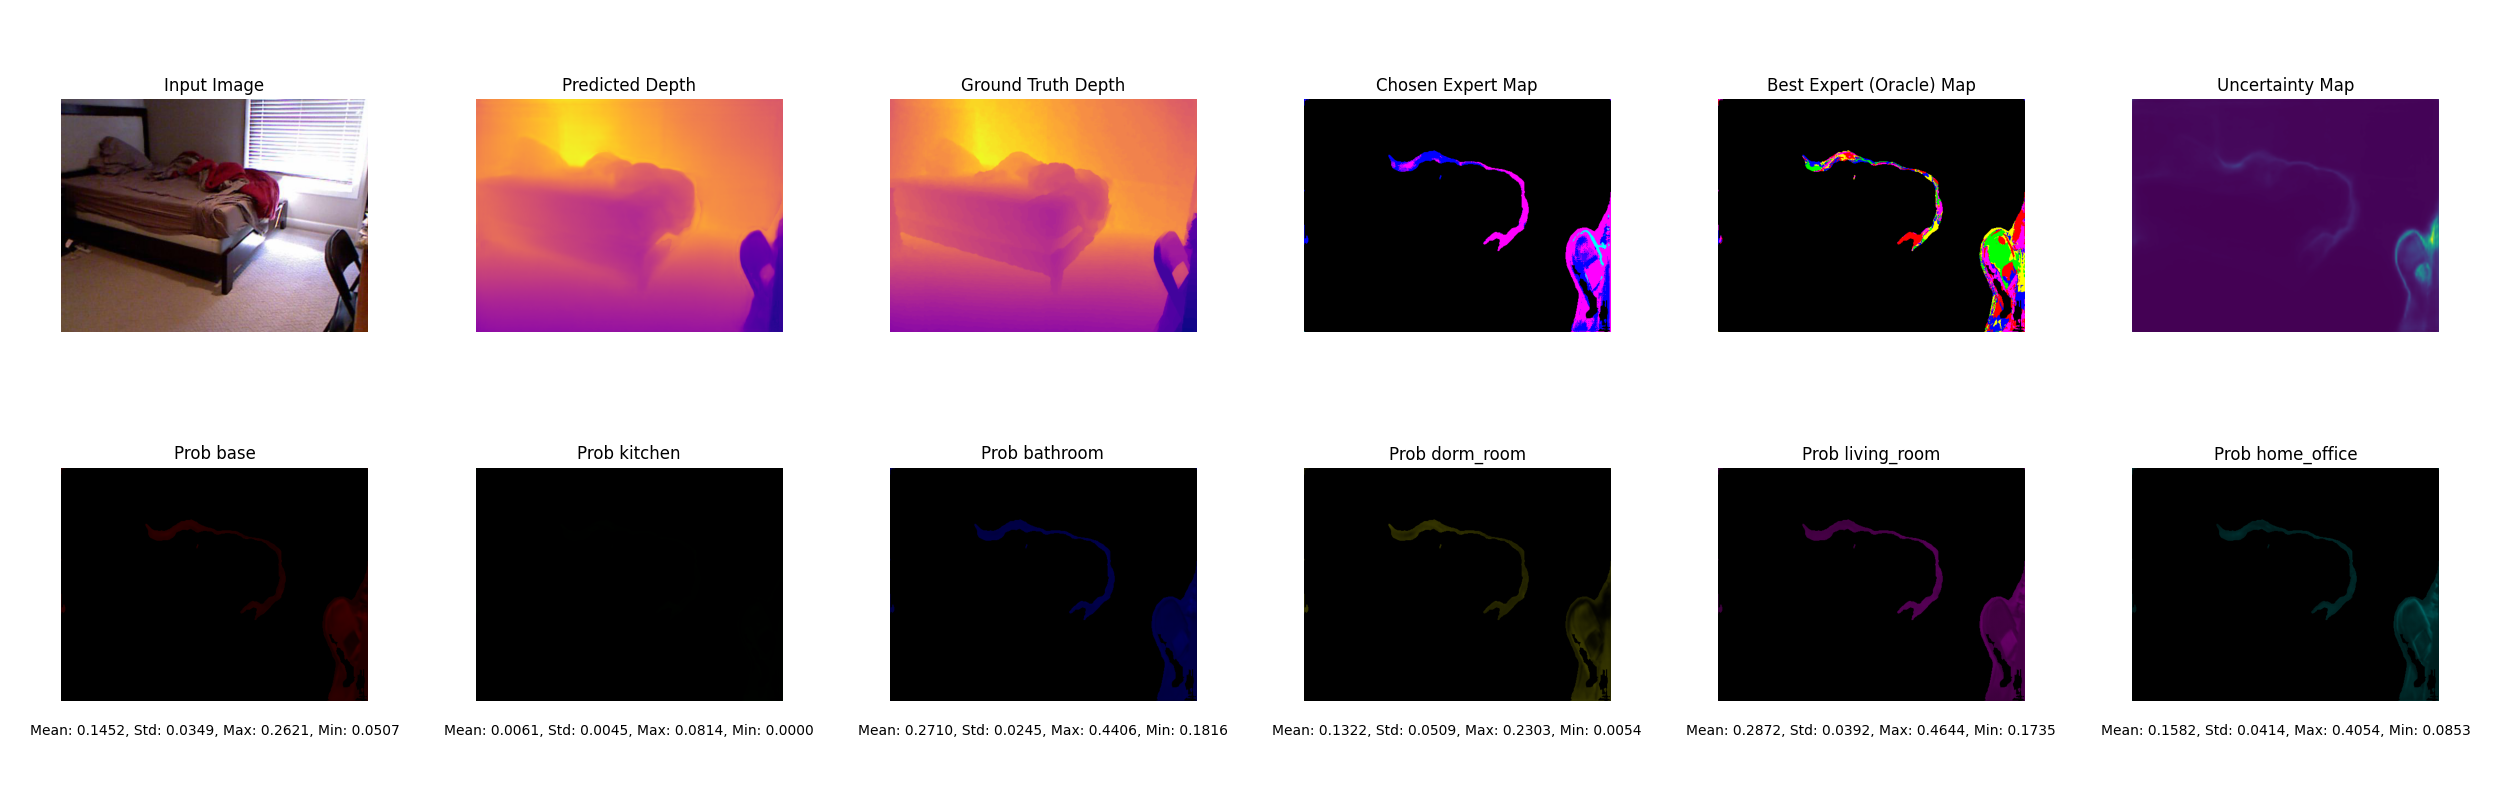 Input Image
Predicted Depth
Ground Truth Depth
Chosen Expert Map
Best Expert (Oracle) Map
Uncertainty Map
Prob base
Prob kitchen
Prob bathroom
Prob dorm_room
Prob living_room
Prob home_office
Mean: 0.1452, Std: 0.0349, Max: 0.2621, Min: 0.0507
Mean: 0.0061, Std: 0.0045, Max: 0.0814, Min: 0.0000
Mean: 0.2710, Std: 0.0245, Max: 0.4406, Min: 0.1816
Mean: 0.1322, Std: 0.0509, Max: 0.2303, Min: 0.0054
Mean: 0.2872, Std: 0.0392, Max: 0.4644, Min: 0.1735
Mean: 0.1582, Std: 0.0414, Max: 0.4054, Min: 0.0853